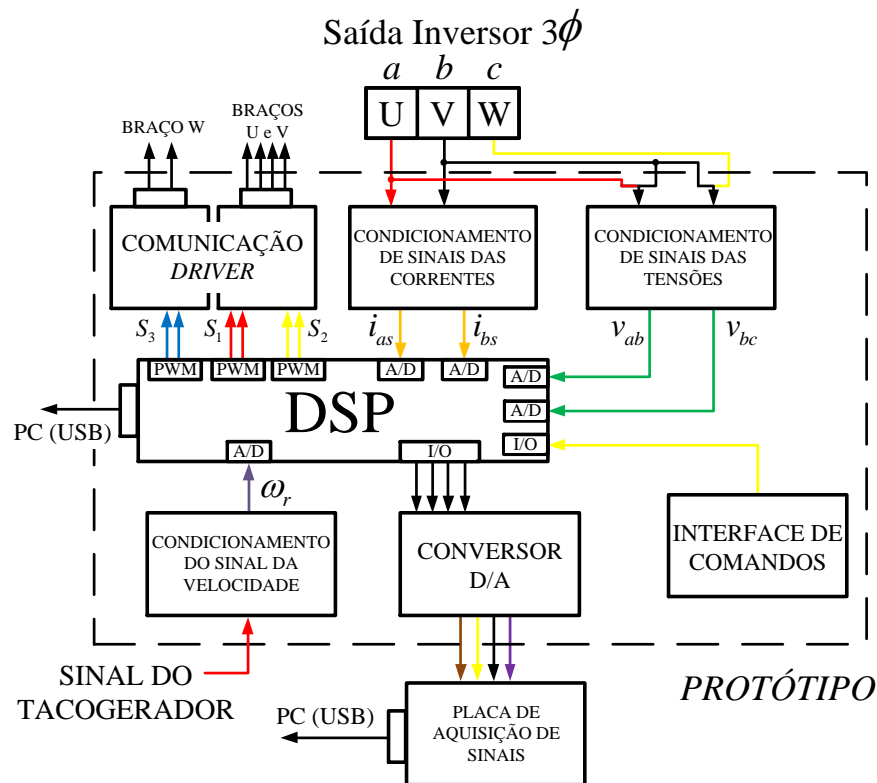 Saída Inversor 3ϕ
a b c
U V W
BRAÇO W
BRAÇOS
U e V
COMUNICAÇÃO
DRIVER
CONDICIONAMENTO
DE SINAIS DAS
CORRENTES
CONDICIONAMENTO
DE SINAIS DAS
TENSÕES
S3 S1 S2
ias ibs
vab vbc
PWM PWM PWM A/D A/D
A/D
DSP
A/D
I/O
PC (USB)
A/D
I/O
ωr
CONDICIONAMENTO
DO SINAL DA
VELOCIDADE
CONVERSOR
D/A
INTERFACE DE
COMANDOS
SINAL DO
TACOGERADOR
PROTÓTIPO
PC (USB)
PLACA DE
AQUISIÇÃO DE
SINAIS